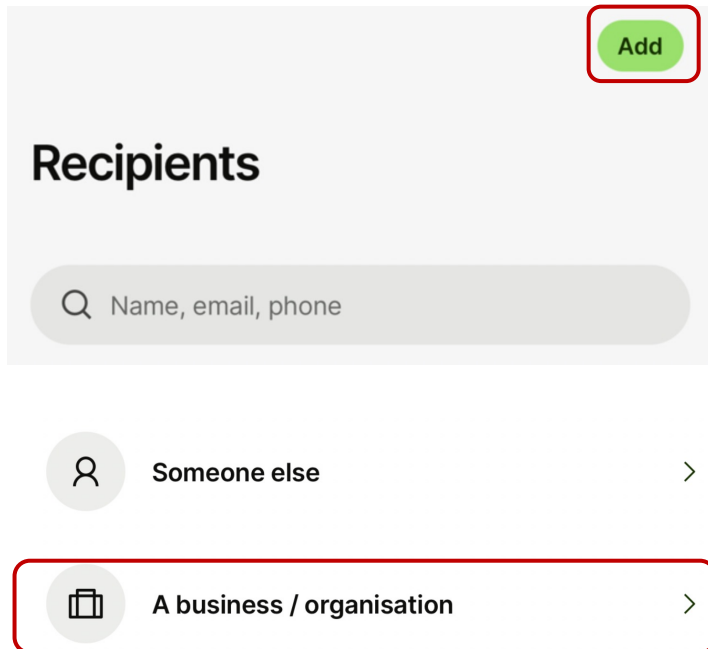 Add
Recipients
Name, email, phone
Someone else
A business / organisation